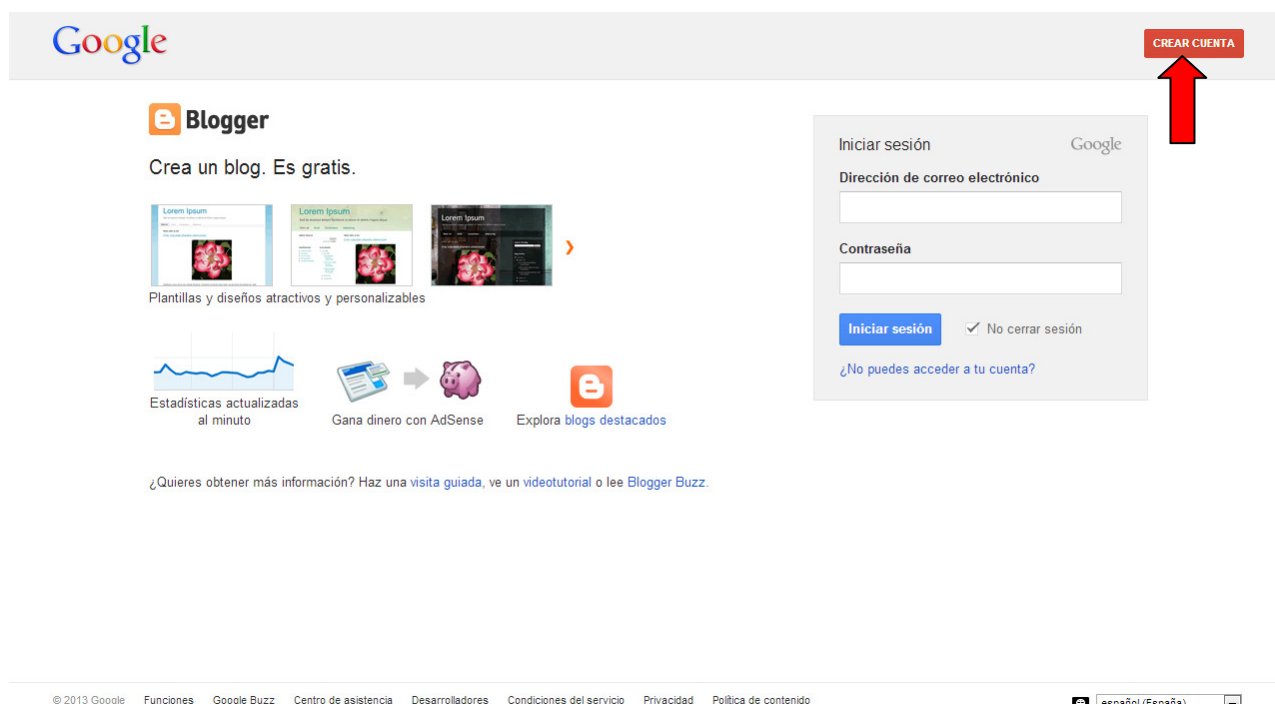 Google
CREAR CUENTA
Blogger
Crea un blog. Es gratis.
Lorem Ipsum
Lorem Ipsum
Lorem Ipsum
Plantillas y diseños atractivos y personalizables
Estadísticas actualizadas
al minuto
Gana dinero con AdSense
Explora blogs destacados
¿Quieres obtener más información? Haz una visita guiada, ve un videotutorial o lee Blogger Buzz.
Iniciar sesión
Google
Dirección de correo electrónico
Contraseña
Iniciar sesión
No cerrar sesión
¿No puedes acceder a tu cuenta?
© 2013 Google Funciones Google Buzz Centro de asistencia Desarrolladores Condiciones del servicio Privacidad Política de contenido
español (España)